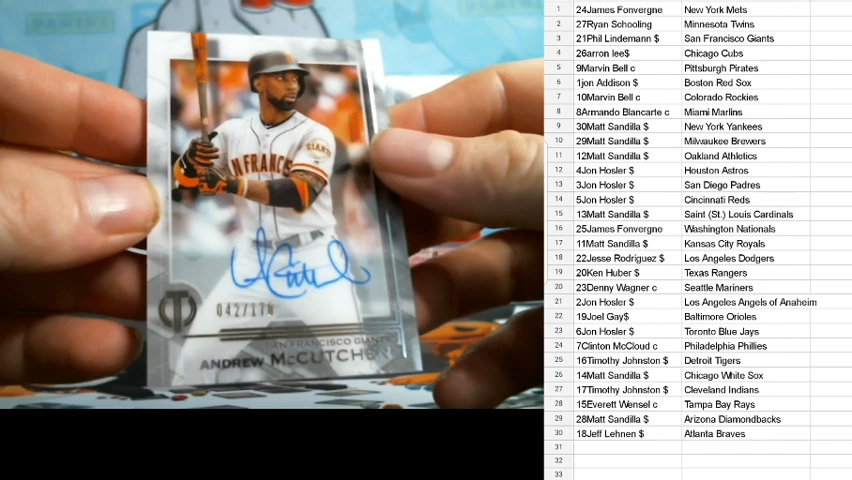 PANINI
GIANTS
N FRANCIS
042/170
SAN FRANCISCO GIANTS
ANDREW McCUTCHEN
1 24James Fonvergne New York Mets
2 27Ryan Schooling Minnesota Twins
3 21Phil Lindemann $ San Francisco Giants
4 26arron lee$ Chicago Cubs
5 9Marvin Bell c Pittsburgh Pirates
6 1jon Addison $ Boston Red Sox
7 10Marvin Bell c Colorado Rockies
8 8Armando Blancarte c Miami Marlins
9 30Matt Sandilla $ New York Yankees
10 29Matt Sandilla $ Milwaukee Brewers
11 12Matt Sandilla $ Oakland Athletics
12 4Jon Hosler $ Houston Astros
13 3Jon Hosler $ San Diego Padres
14 5Jon Hosler $ Cincinnati Reds
15 13Matt Sandilla $ Saint (St.) Louis Cardinals
16 25James Fonvergne Washington Nationals
17 11Matt Sandilla $ Kansas City Royals
18 22Jesse Rodriguez $ Los Angeles Dodgers
19 20Ken Huber $ Texas Rangers
20 23Denny Wagner c Seattle Mariners
21 2Jon Hosler $ Los Angeles Angels of Anaheim
22 19Joel Gay$ Baltimore Orioles
23 6Jon Hosler $ Toronto Blue Jays
24 7Clinton McCloud c Philadelphia Phillies
25 16Timothy Johnston $ Detroit Tigers
26 14Matt Sandilla $ Chicago White Sox
27 17Timothy Johnston $ Cleveland Indians
28 15Everett Wensel c Tampa Bay Rays
29 28Matt Sandilla $ Arizona Diamondbacks
30 18Jeff Lehnen $ Atlanta Braves
31
32
33